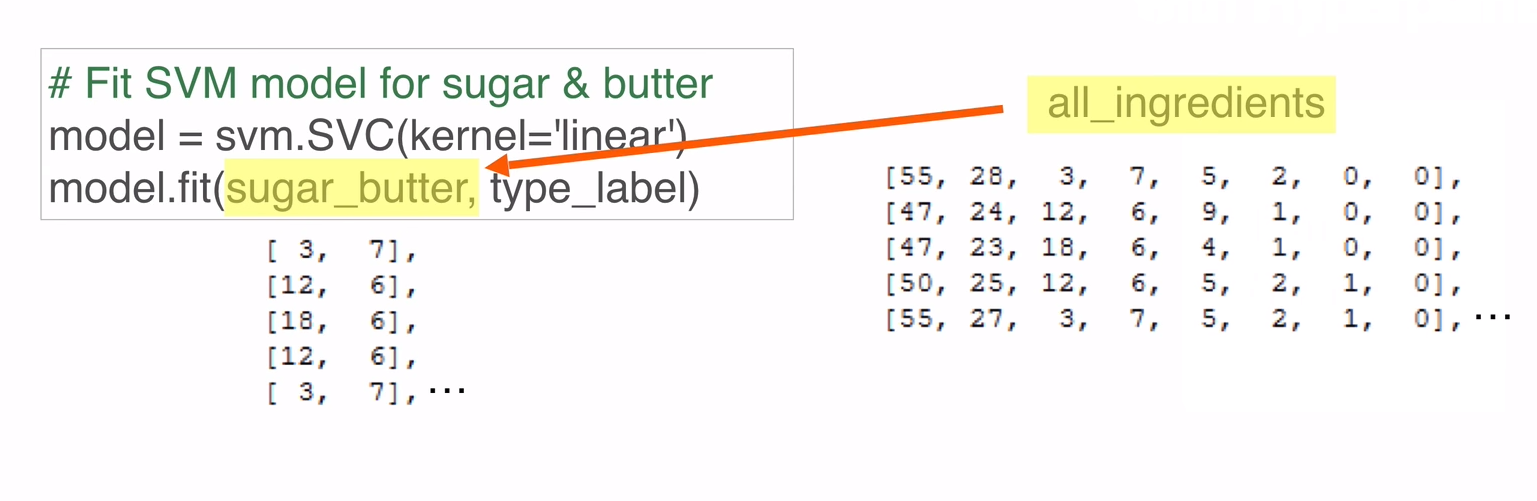 # Fit SVM model for sugar & butter
model = svm.SVC(kernel='linear')
model.fit(sugar_butter, type_label)
[ 3, 7],
[12, 6],
[18, 6],
[12, 6],
[ 3, 7], ...
all_ingredients
[55, 28, 3, 7, 5, 2, 0, 0],
[47, 24, 12, 6, 9, 1, 0, 0],
[47, 23, 18, 6, 4, 1, 0, 0],
[50, 25, 12, 6, 5, 2, 1, 0],
[55, 27, 3, 7, 5, 2, 1, 0], ...